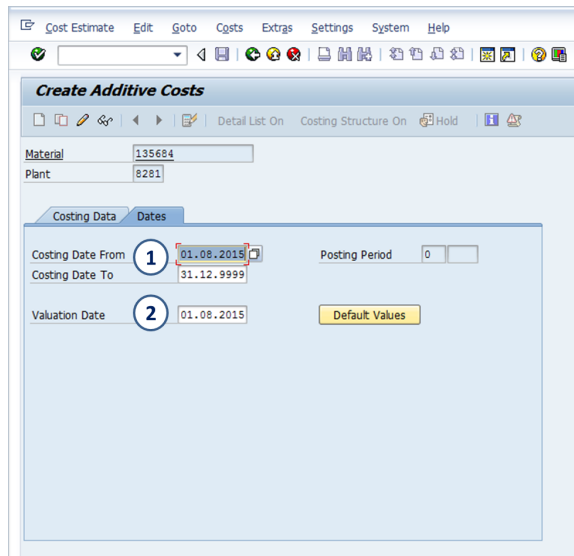 Cost Estimate Edit Goto Costs Extras Settings System Help
Create Additive Costs
Detail List On Costing Structure On Hold
Material 135684
Plant 8281
Costing Data Dates
Costing Date From 1 01.08.2015 Posting Period 0
Costing Date To 31.12.9999
Valuation Date 2 01.08.2015 Default Values